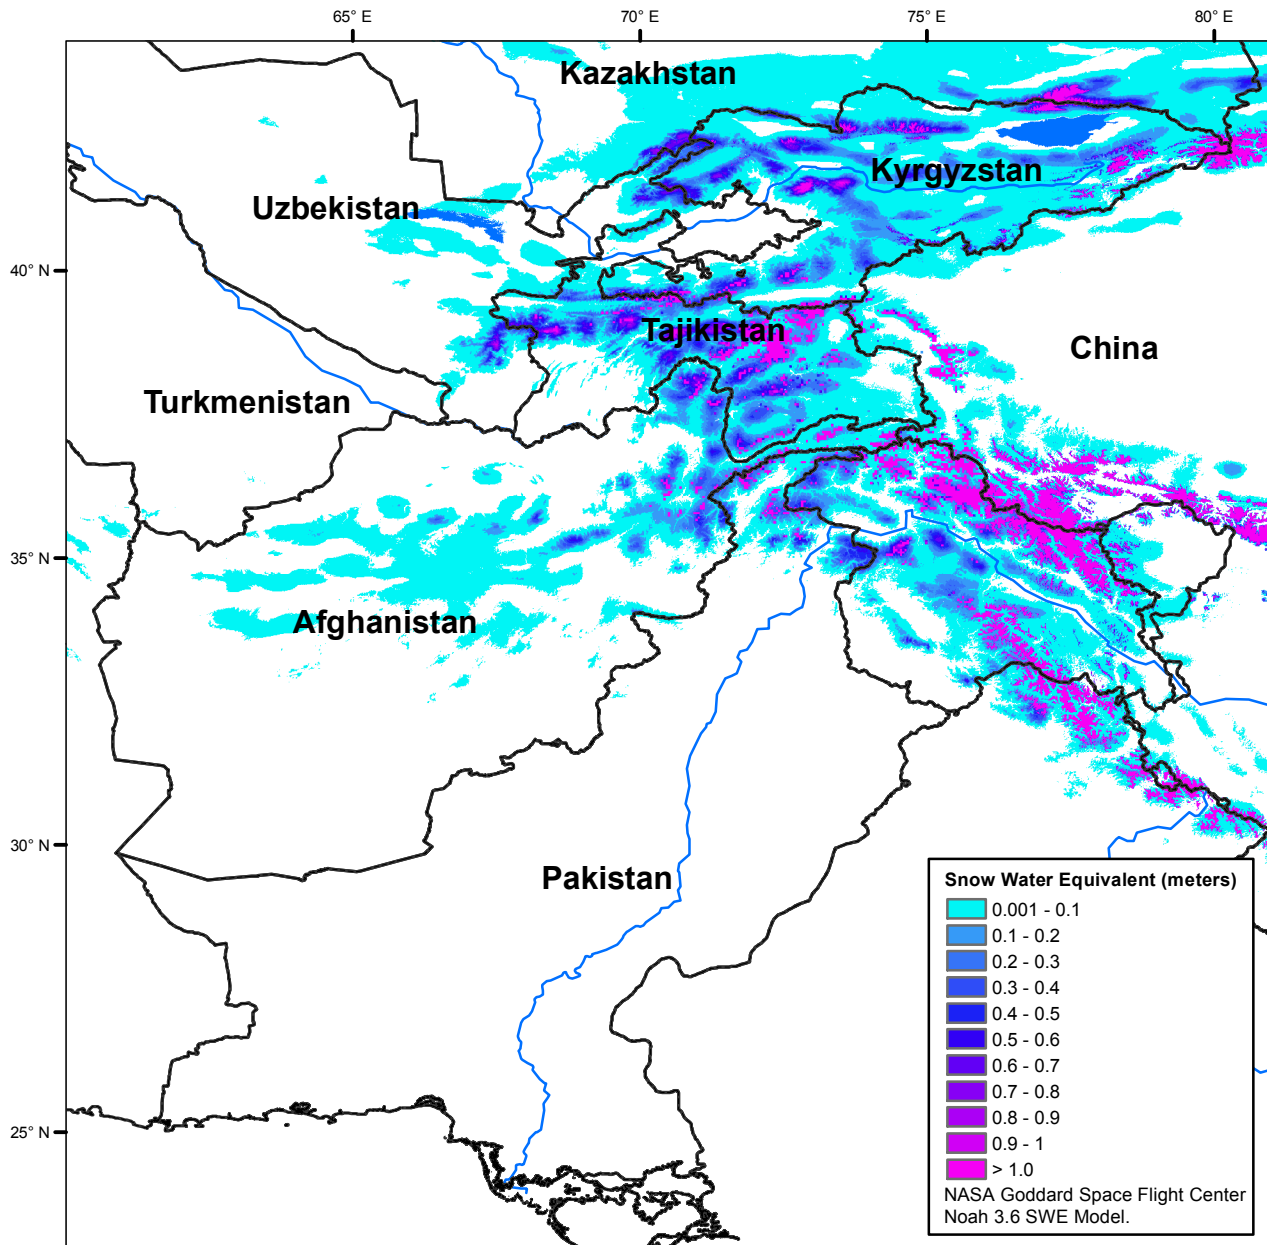 65° E
70° E
75° E
80° E
Kazakhstan
Kyrgyzstan
Uzbekistan
40° N
Tajikistan
China
Turkmenistan
35° N
Afghanistan
30° N
Pakistan
25° N
Snow Water Equivalent (meters)
0.001 - 0.1
0.1 - 0.2
0.2 - 0.3
0.3 - 0.4
0.4 - 0.5
0.5 - 0.6
0.6 - 0.7
0.7 - 0.8
0.8 - 0.9
0.9 - 1
> 1.0
NASA Goddard Space Flight Center
Noah 3.6 SWE Model.